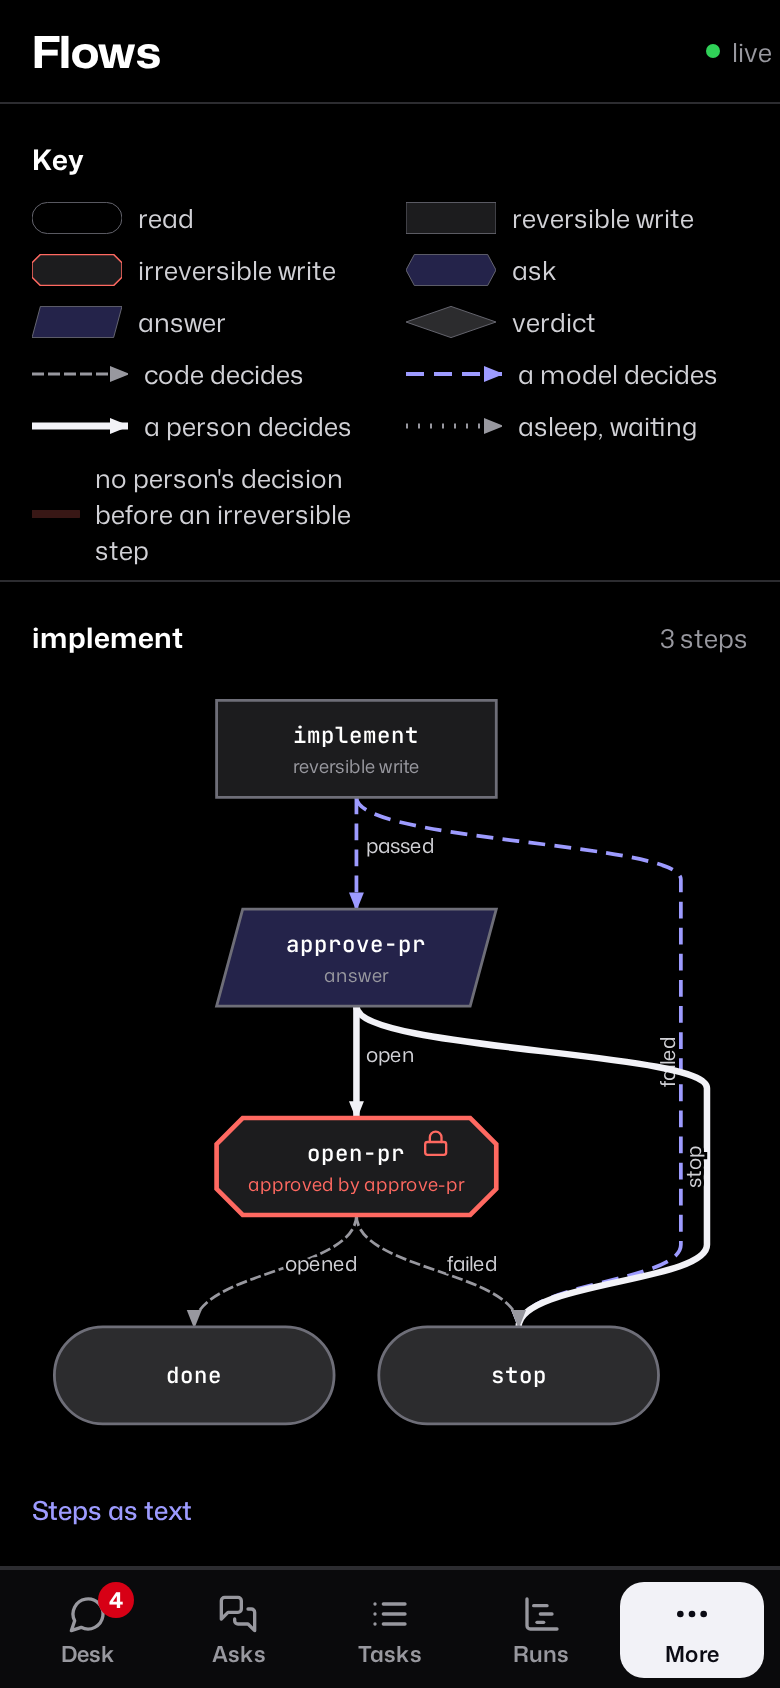 Flows
live
Key
read
reversible write
irreversible write
ask
answer
verdict
code decides
a model decides
a person decides
asleep, waiting
no person's decision
before an irreversible
step
implement
3 steps
implement
reversible write
passed
approve-pr
answer
open
failed
open-pr
approved by approve-pr
stop
opened
failed
done
stop
Steps as text
4
Desk
Asks
Tasks
Runs
More